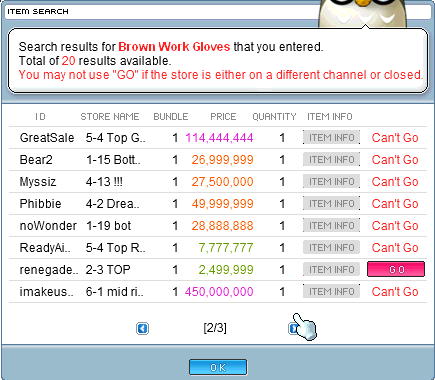 ITEM SEARCH
Search results for Brown Work Gloves that you entered.
Total of 20 results available.
You may not use "GO" if the store is either on a different channel or closed.
ID STORE NAME BUNDLE PRICE QUANTITY ITEM INFO
GreatSale 5-4 Top G.. 1 114,444,444 1 ITEM INFO Can't Go
Bear2 1-15 Bott.. 1 26,999,999 1 ITEM INFO Can't Go
Myssiz 4-13 !!! 1 27,500,000 1 ITEM INFO Can't Go
Phibbie 4-2 Drea.. 1 49,999,999 1 ITEM INFO Can't Go
noWonder 1-19 bot 1 28,888,888 1 ITEM INFO Can't Go
ReadyAi.. 5-4 Top R.. 1 7,777,777 1 ITEM INFO Can't Go
renegade.. 2-3 TOP 1 2,499,999 1 ITEM INFO GO
imakeus.. 6-1 mid ri.. 1 450,000,000 1 ITEM INFO Can't Go
[2/3]
OK